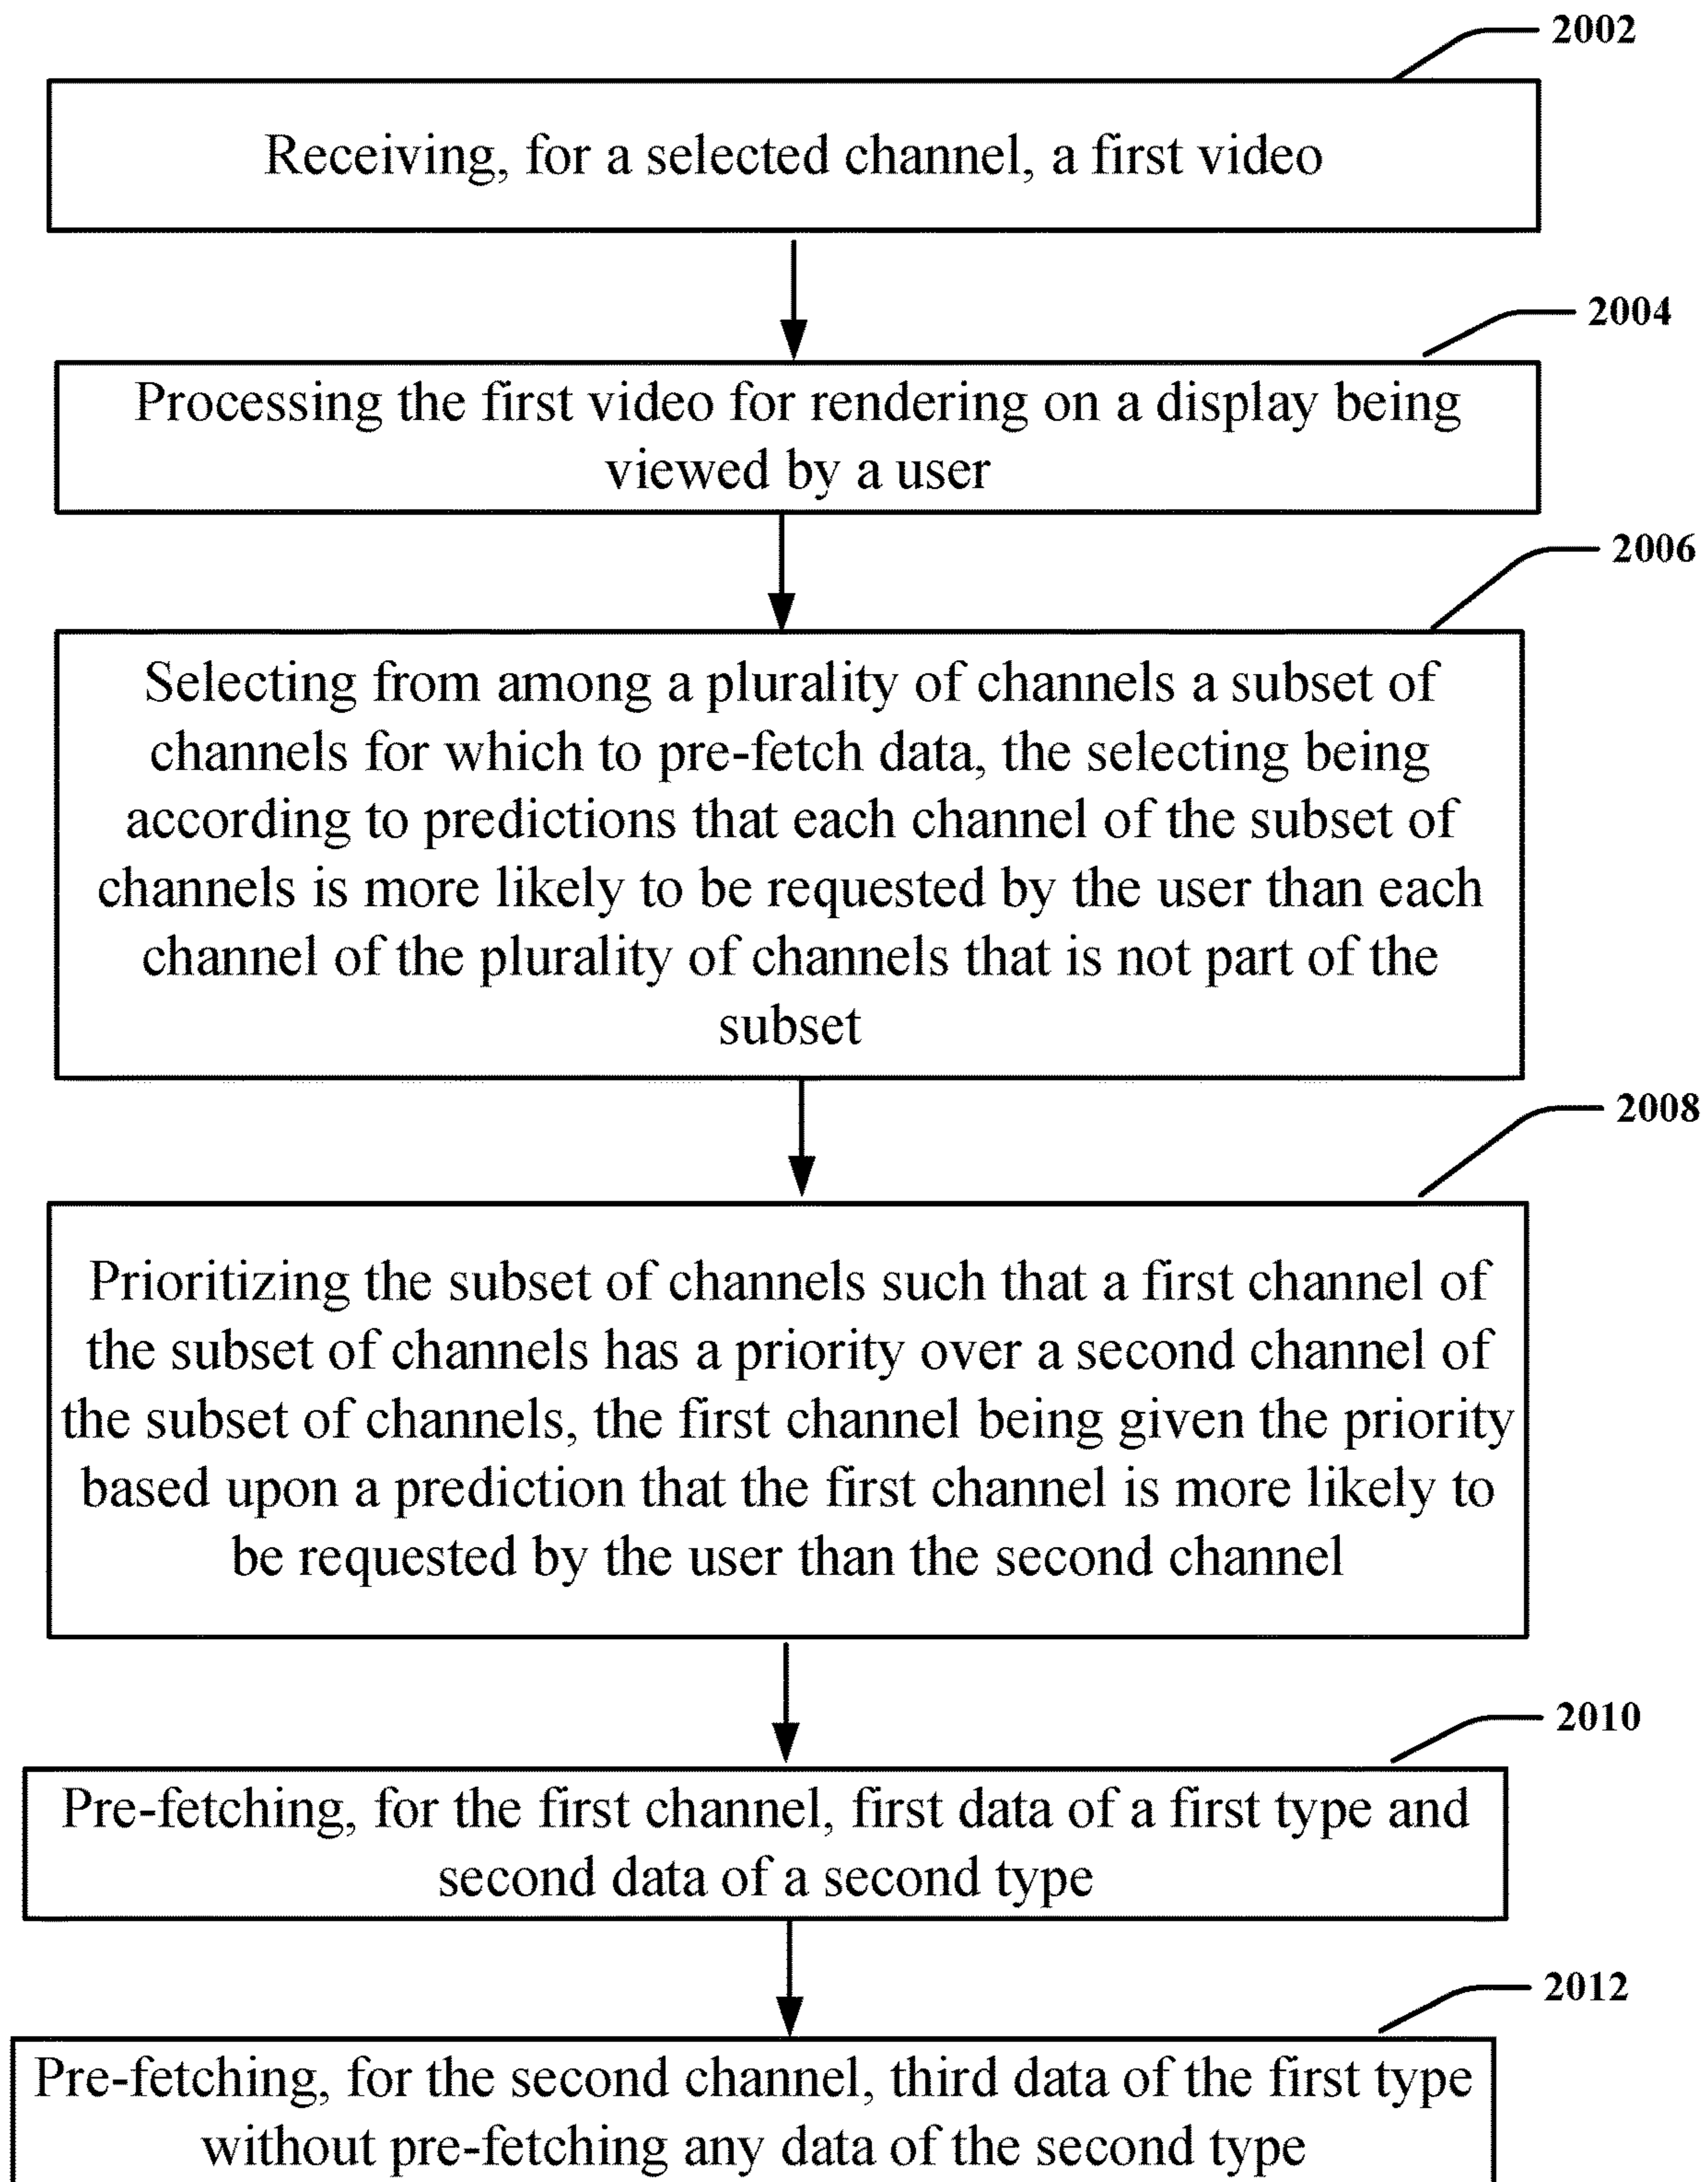 2002
Receiving, for a selected channel, a first video
2004
Processing the first video for rendering on a display being
viewed by a user
2006
Selecting from among a plurality of channels a subset of
channels for which to pre-fetch data, the selecting being
according to predictions that each channel of the subset of
channels is more likely to be requested by the user than each
channel of the plurality of channels that is not part of the
subset
2008
Prioritizing the subset of channels such that a first channel of
the subset of channels has a priority over a second channel of
the subset of channels, the first channel being given the priority
based upon a prediction that the first channel is more likely to
be requested by the user than the second channel
2010
Pre-fetching, for the first channel, first data of a first type and
second data of a second type
2012
Pre-fetching, for the second channel, third data of the first type
without pre-fetching any data of the second type